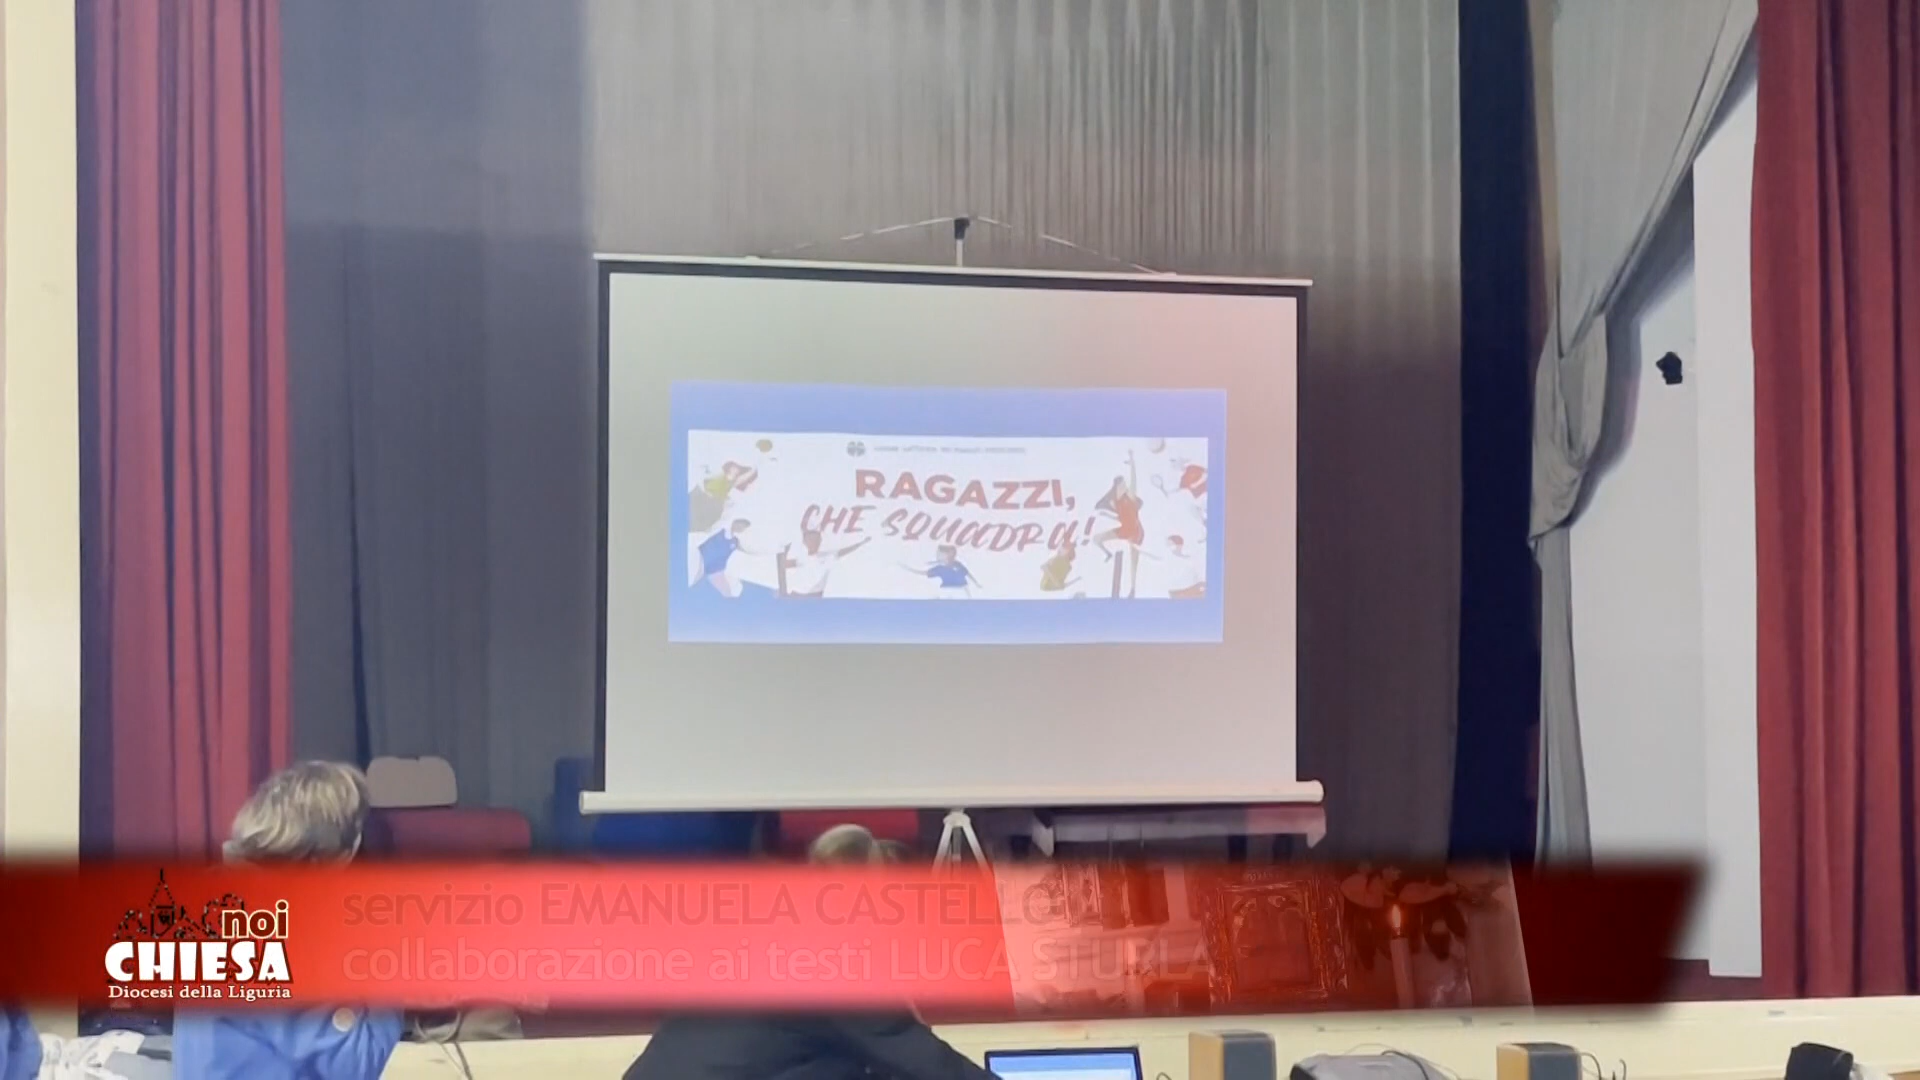 RAGAZZI,
CHE SQUADRA!
servizio EMANUELA CASTELLO
collaborazione ai testi LUCA STURLA
noi
CHIESA
Diocesi della Liguria